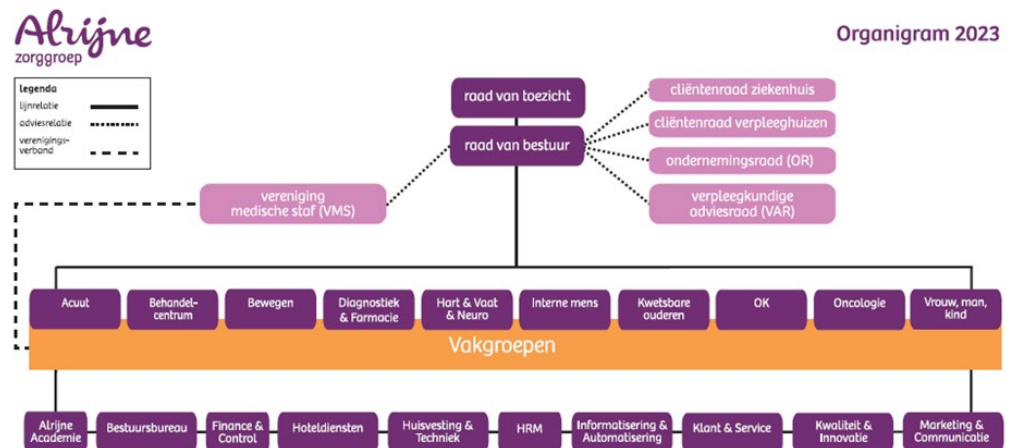 Alrijne
zorggroep
Organigram 2023
legenda
lijnrelatie
adviesrelatie
verenigings-
verband
raad van toezicht
raad van bestuur
cliëntenraad ziekenhuis
cliëntenraad verpleeghuizen
ondernemingsraad (OR)
verpleegkundige
adviesraad (VAR)
vereniging
medische staf (VMS)
Acuut
Behandel-
centrum
Bewegen
Diagnostiek
& Farmacie
Hart & Vaat
& Neuro
Interne mens
Kwetsbare
ouderen
OK
Oncologie
Vrouw, man,
kind
Vakgroepen
Alrijne
Academie
Bestuursbureau
Finance &
Control
Hoteldiensten
Huisvesting &
Techniek
HRM
Informatisering &
Automatisering
Klant & Service
Kwaliteit &
Innovatie
Marketing &
Communicatie